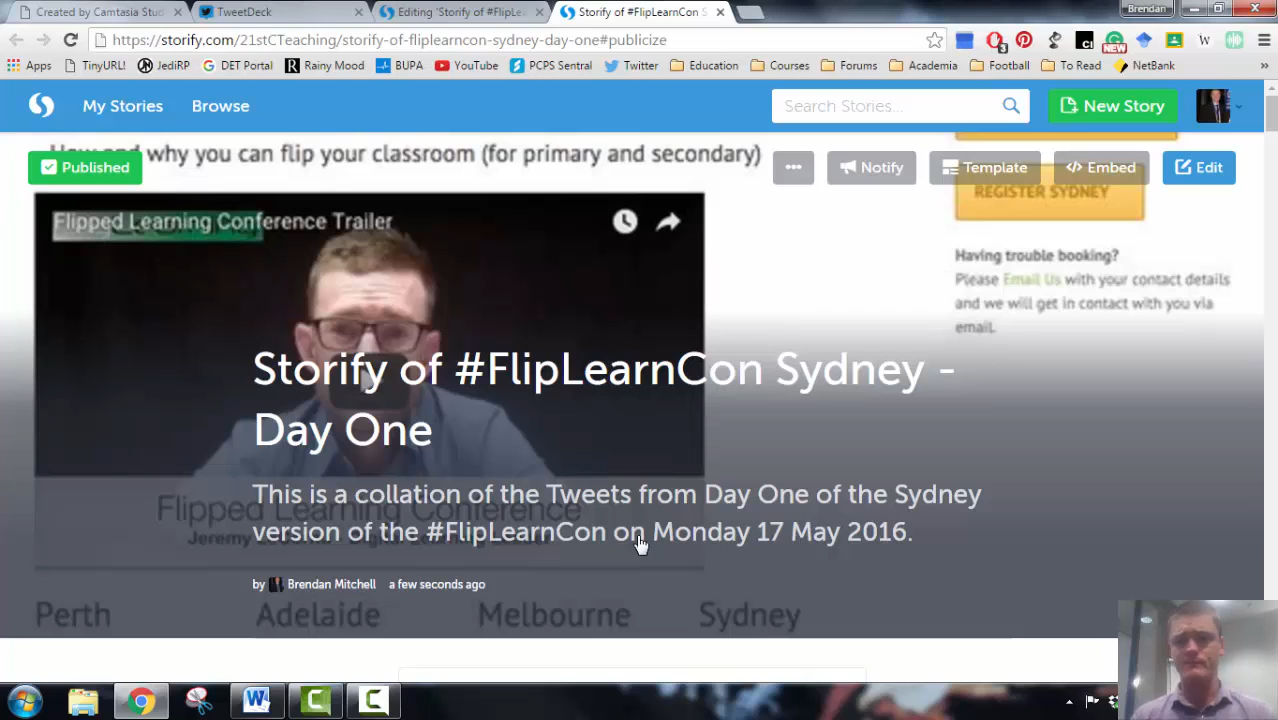 Created by Camtasia Stud
TweetDeck
Editing 'Storify of #FlipLe
Storify of #FlipLearnCon S
Brendan
https://storify.com/21stCTeaching/storify-of-fliplearncon-sydney-day-one#publicize
Apps
TinyURL!
JediRP
DET Portal
Rainy Mood
BUPA
YouTube
PCPS Sentral
Twitter
Education
Courses
Forums
Academia
Football
To Read
NetBank
My Stories
Browse
Search Stories...
New Story
How and why you can flip your classroom (for primary and secondary)
Published
Notify
Template
Embed
Edit
REGISTER SYDNEY
Flipped Learning Conference Trailer
Having trouble booking?
Please Email Us with your contact details
and we will get in contact with you via
email.
Storify of #FlipLearnCon Sydney -
Day One
This is a collation of the Tweets from Day One of the Sydney
version of the #FlipLearnCon on Monday 17 May 2016.
Flipped Learning Conference
by Brendan Mitchell a few seconds ago
Perth Adelaide Melbourne Sydney